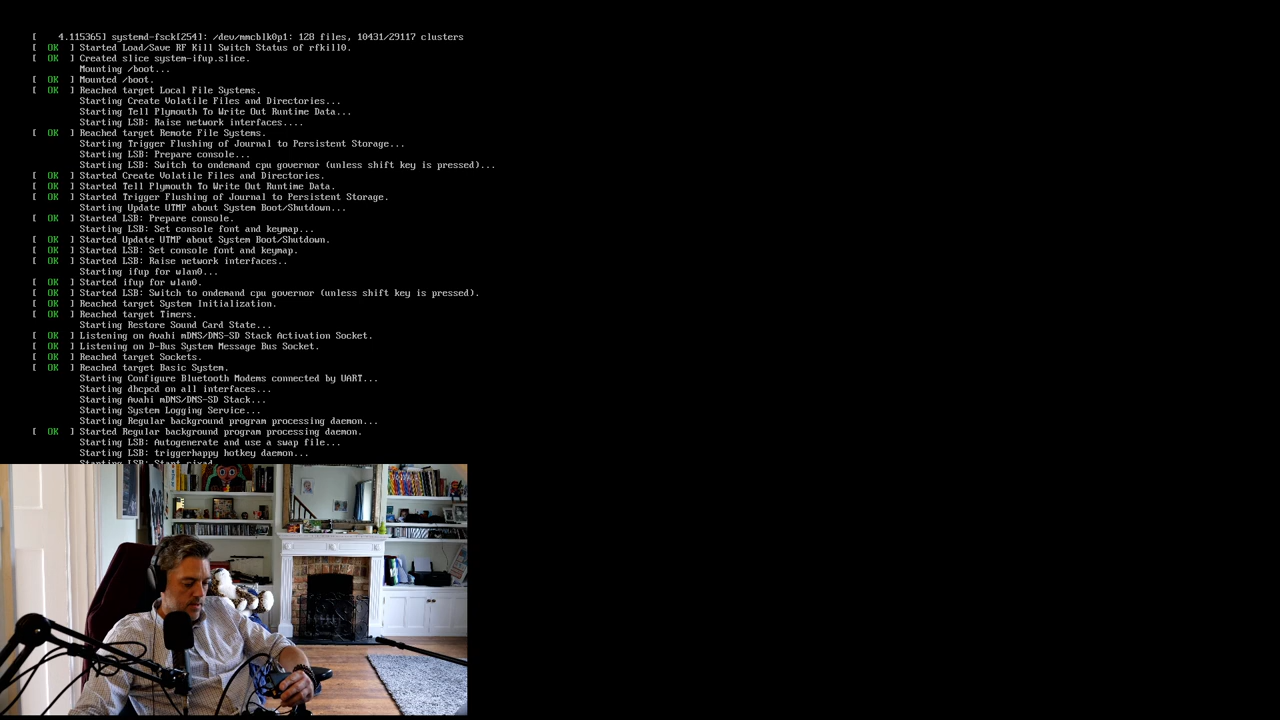 [    4.115365] systemd-fsck[254]: /dev/mmcblk0p1: 128 files, 10431/29117 clusters
[  OK  ] Started Load/Save RF Kill Switch Status of rfkill0.
[  OK  ] Created slice system-ifup.slice.
Mounting /boot...
[  OK  ] Mounted /boot.
[  OK  ] Reached target Local File Systems.
Starting Create Volatile Files and Directories...
Starting Tell Plymouth To Write Out Runtime Data...
Starting LSB: Raise network interfaces....
[  OK  ] Reached target Remote File Systems.
Starting Trigger Flushing of Journal to Persistent Storage...
Starting LSB: Prepare console...
Starting LSB: Switch to ondemand cpu governor (unless shift key is pressed)...
[  OK  ] Started Create Volatile Files and Directories.
[  OK  ] Started Tell Plymouth To Write Out Runtime Data.
[  OK  ] Started Trigger Flushing of Journal to Persistent Storage.
Starting Update UTMP about System Boot/Shutdown...
[  OK  ] Started LSB: Prepare console.
Starting LSB: Set console font and keymap...
[  OK  ] Started Update UTMP about System Boot/Shutdown.
[  OK  ] Started LSB: Set console font and keymap.
[  OK  ] Started LSB: Raise network interfaces..
Starting ifup for wlan0...
[  OK  ] Started ifup for wlan0.
[  OK  ] Started LSB: Switch to ondemand cpu governor (unless shift key is pressed).
[  OK  ] Reached target System Initialization.
[  OK  ] Reached target Timers.
Starting Restore Sound Card State...
[  OK  ] Listening on Avahi mDNS/DNS-SD Stack Activation Socket.
[  OK  ] Listening on D-Bus System Message Bus Socket.
[  OK  ] Reached target Sockets.
[  OK  ] Reached target Basic System.
Starting Configure Bluetooth Modems connected by UART...
Starting dhcpcd on all interfaces...
Starting Avahi mDNS/DNS-SD Stack...
Starting System Logging Service...
Starting Regular background program processing daemon...
[  OK  ] Started Regular background program processing daemon.
Starting LSB: Autogenerate and use a swap file...
Starting LSB: triggerhappy hotkey daemon...